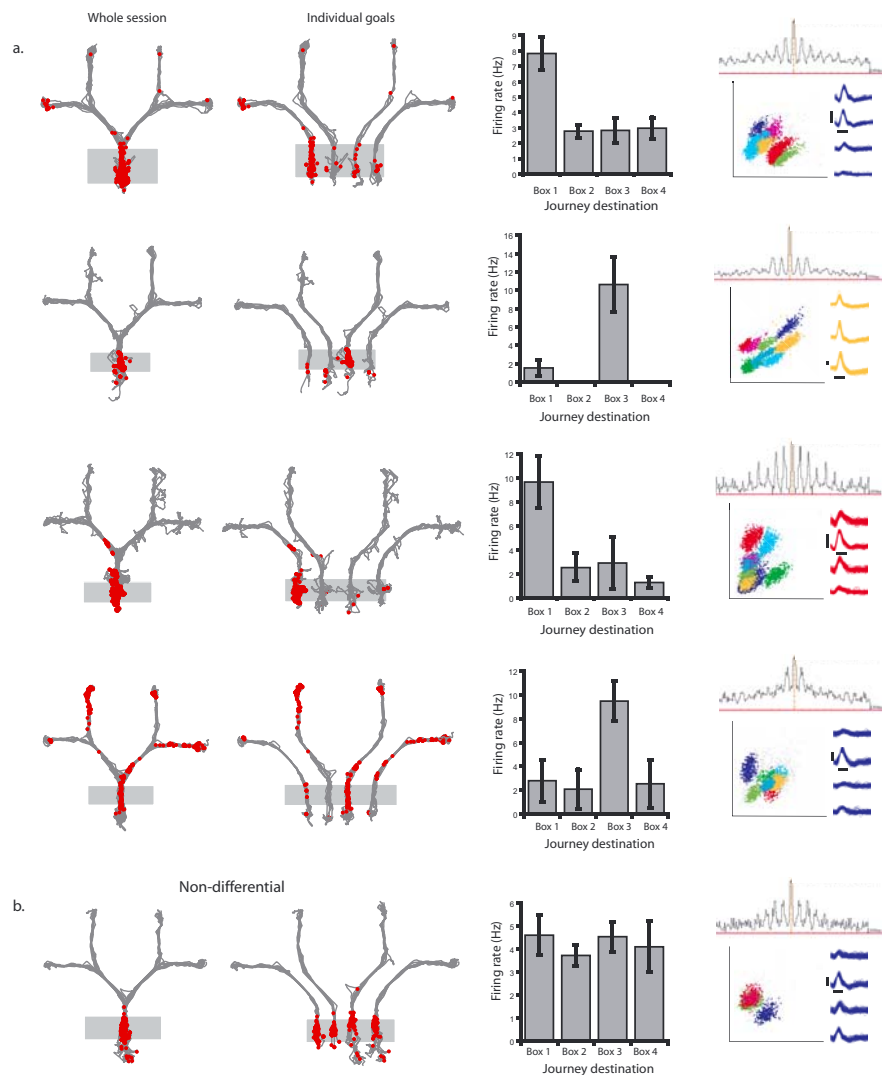 Whole session
Individual goals
a.
Firing rate (Hz)
9
8
7
6
5
4
3
2
1
0
Box 1 Box 2 Box 3 Box 4
Journey destination
Firing rate (Hz)
16
14
12
10
8
6
4
2
0
Box 1 Box 2 Box 3 Box 4
Journey destination
Firing rate (Hz)
12
10
8
6
4
2
0
Box 1 Box 2 Box 3 Box 4
Journey destination
Firing rate (Hz)
12
10
8
6
4
2
0
Box 1 Box 2 Box 3 Box 4
Journey destination
Non-differential
b.
Firing rate (Hz)
6
5
4
3
2
1
0
Box 1 Box 2 Box 3 Box 4
Journey destination